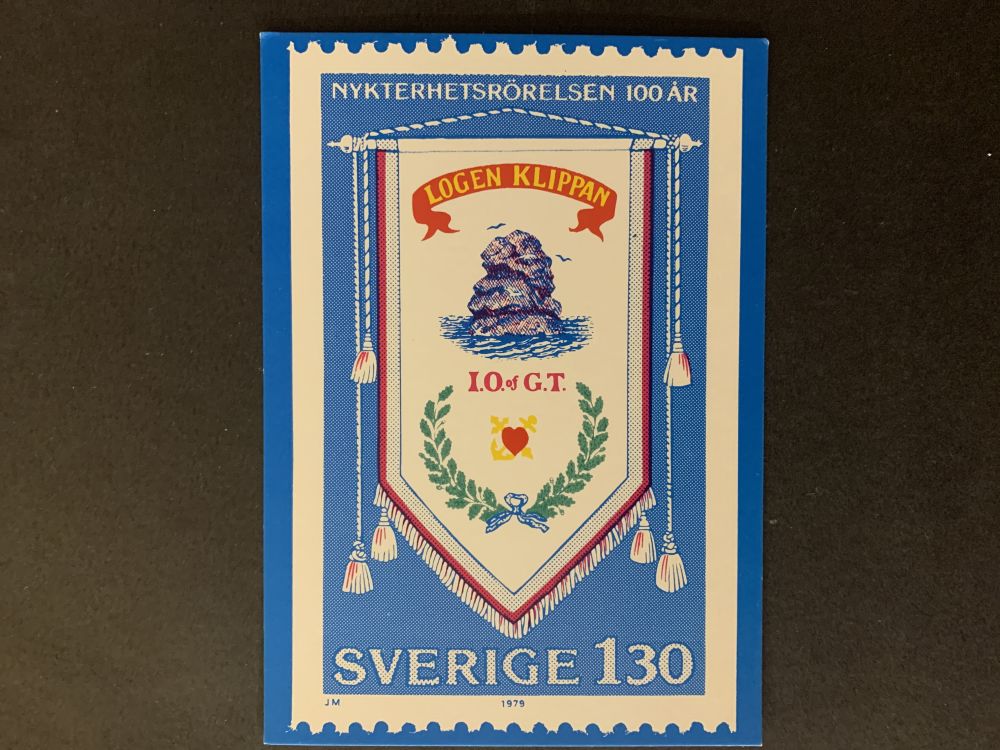 NYKTERHETSRÖRELSEN 100 ÅR
LOGEN KLIPPAN
I.O. of G.T.
SVERIGE 130
JM 1979